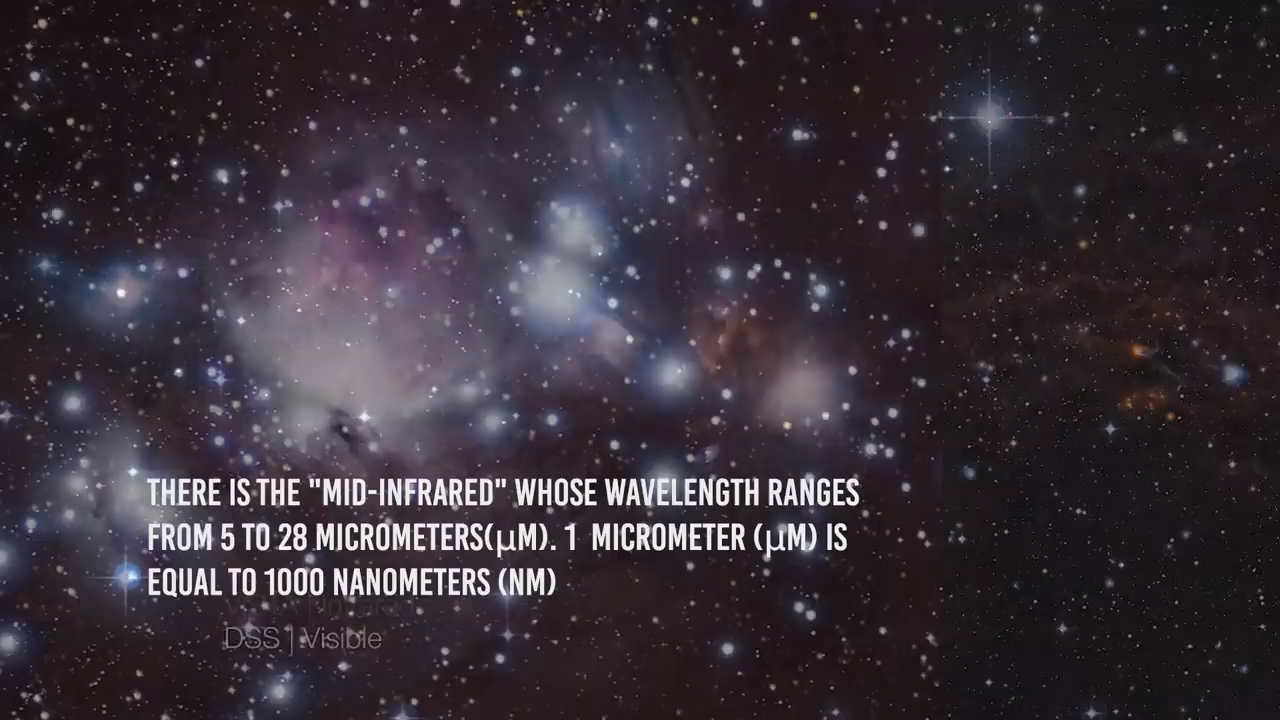 THERE IS THE "MID-INFRARED" WHOSE WAVELENGTH RANGES
FROM 5 TO 28 MICROMETERS(µM). 1 MICROMETER (µM) IS
EQUAL TO 1000 NANOMETERS (NM)
DSS | Visible